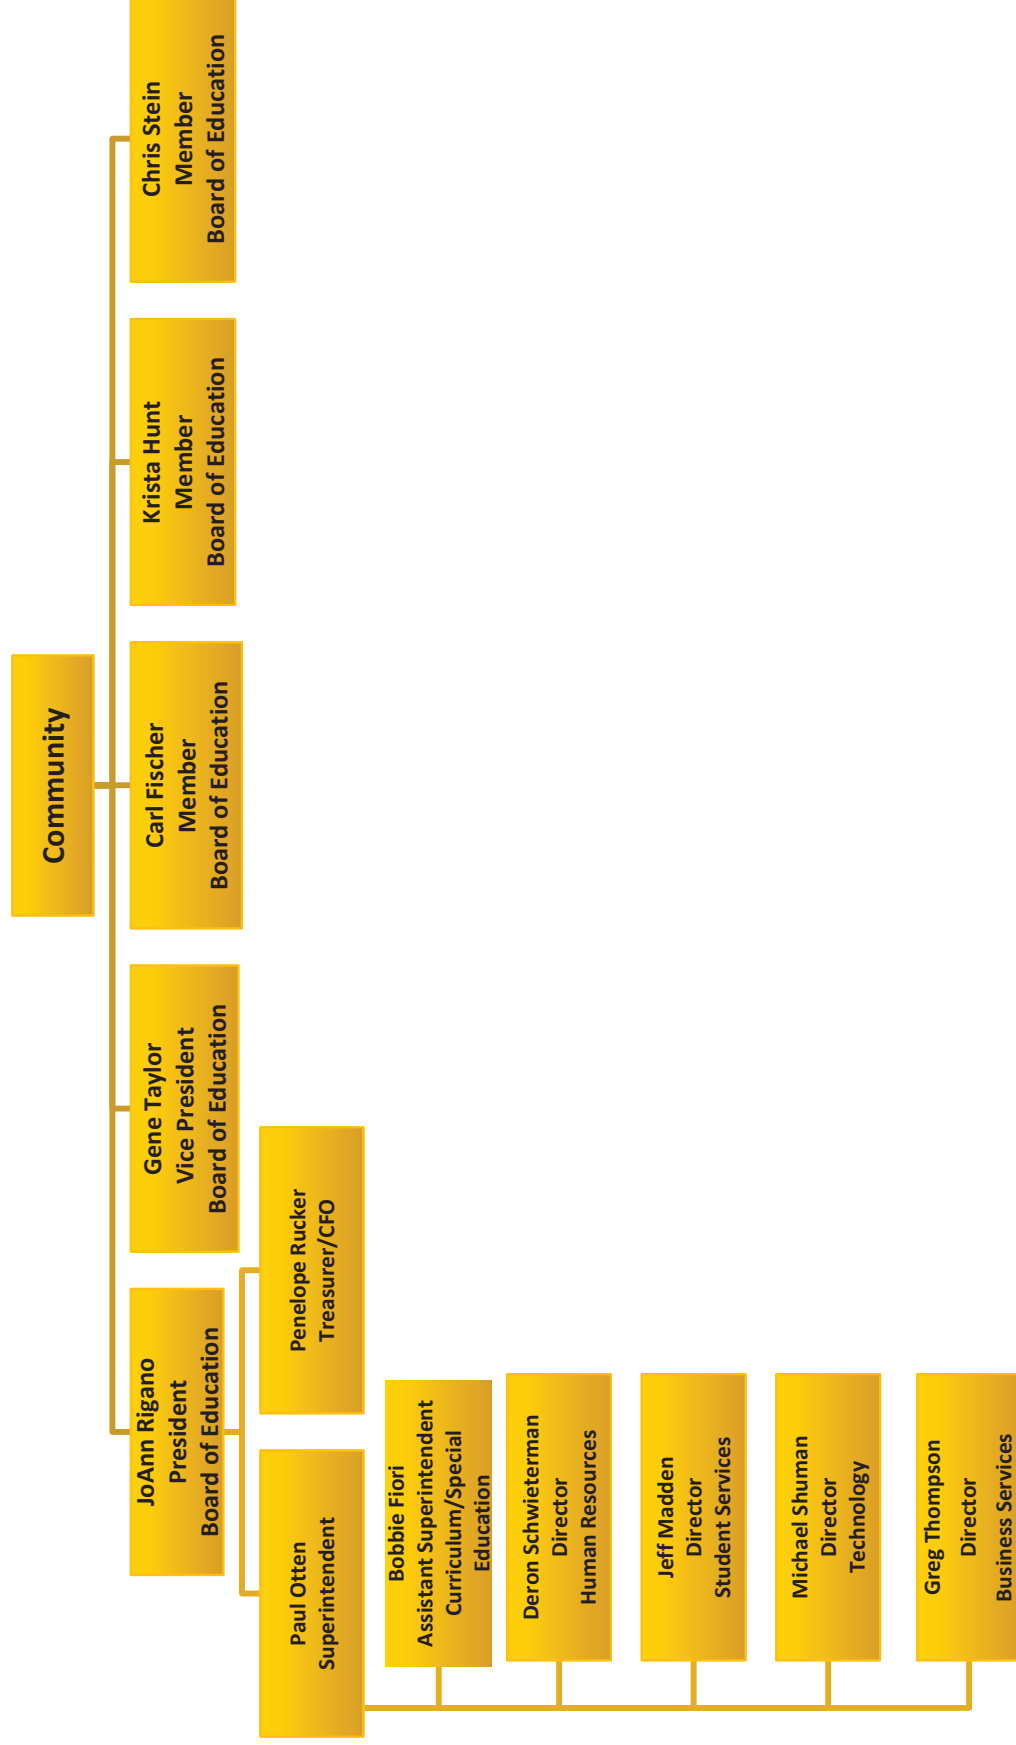 Community
JoAnn Rigano
President
Board of Education
Gene Taylor
Vice President
Board of Education
Carl Fischer
Member
Board of Education
Krista Hunt
Member
Board of Education
Chris Stein
Member
Board of Education
Paul Otten
Superintendent
Penelope Rucker
Treasurer/CFO
Bobbie Fiori
Assistant Superintendent
Curriculum/Special
Education
Deron Schwieterman
Director
Human Resources
Jeff Madden
Director
Student Services
Michael Shuman
Director
Technology
Greg Thompson
Director
Business Services